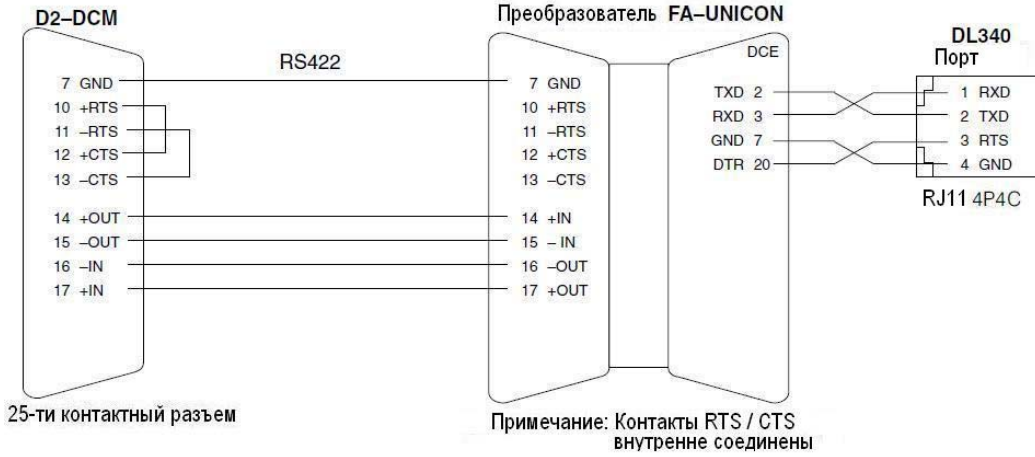 D2–DCM
RS422
7 GND
10 +RTS
11 –RTS
12 +CTS
13 –CTS
14 +OUT
15 –OUT
16 –IN
17 +IN
25-ти контактный разъем
Преобразователь FA–UNICON
7 GND
10 +RTS
11 –RTS
12 +CTS
13 –CTS
14 +IN
15 – IN
16 –OUT
17 +OUT
DCE
TXD 2
RXD 3
GND 7
DTR 20
Примечание: Контакты RTS / CTS
внутренне соединены
DL340
Порт
1 RXD
2 TXD
3 RTS
4 GND
RJ11 4P4C